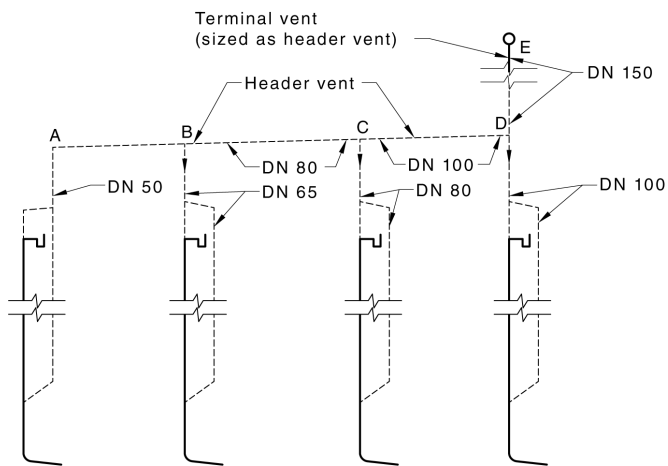 Terminal vent
(sized as header vent)
E
DN 150
Header vent
A
B
C
D
DN 80
DN 100
DN 50
DN 65
DN 80
DN 100